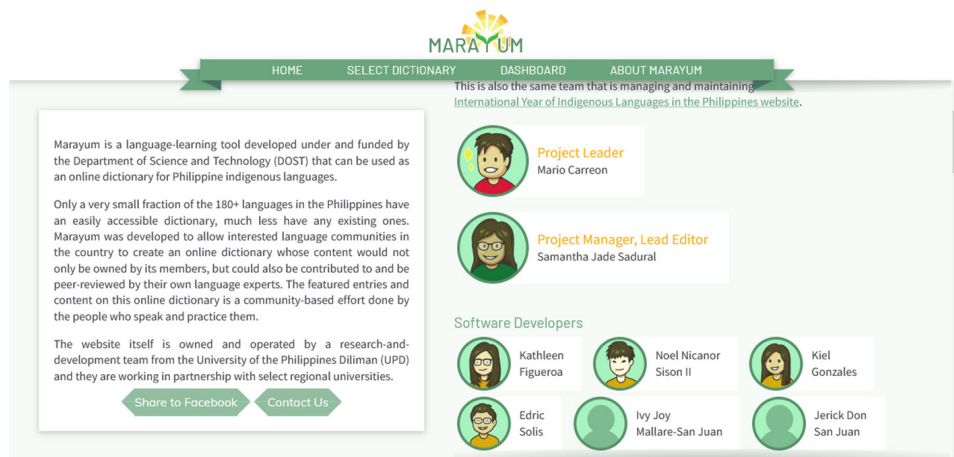 MARAYUM
HOME SELECT DICTIONARY DASHBOARD ABOUT MARAYUM
Marayum is a language-learning tool developed under and funded by
the Department of Science and Technology (DOST) that can be used as
an online dictionary for Philippine indigenous languages.
Only a very small fraction of the 180+ languages in the Philippines have
an easily accessible dictionary, much less have any existing ones.
Marayum was developed to allow interested language communities in
the country to create an online dictionary whose content would not
only be owned by its members, but could also be contributed to and be
peer-reviewed by their own language experts. The featured entries and
content on this online dictionary is a community-based effort done by
the people who speak and practice them.
The website itself is owned and operated by a research-and-
development team from the University of the Philippines Diliman (UPD)
and they are working in partnership with select regional universities.
Share to Facebook Contact Us
This is also the same team that is managing and maintaining
International Year of Indigenous Languages in the Philippines website.
Project Leader
Mario Carreon
Project Manager, Lead Editor
Samantha Jade Sadural
Software Developers
Kathleen
Figueroa
Noel Nicanor
Sison II
Kiel
Gonzales
Edric
Solis
Ivy Joy
Mallare-San Juan
Jerick Don
San Juan